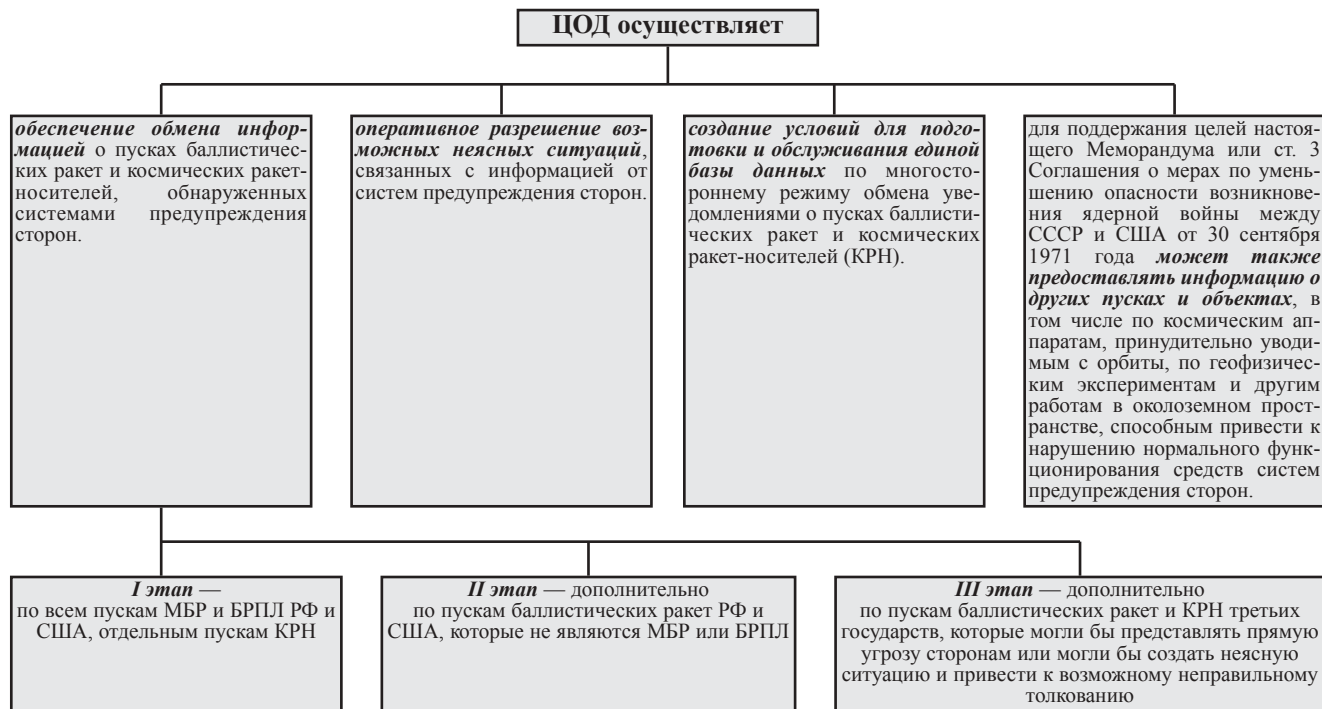 ЦОД осуществляет
обеспечение обмена инфор-
мацией о пусках баллистичес-
ких ракет и космических ракет-
носителей, обнаруженных
системами предупреждения
сторон.
оперативное разрешение воз-
можных неясных ситуаций,
связанных с информацией от
систем предупреждения сторон.
создание условий для подго-
товки и обслуживания единой
базы данных по многосто-
роннему режиму обмена уве-
домлениями о пусках баллисти-
ческих ракет и космических
ракет-носителей (КРН).
для поддержания целей настоя-
щего Меморандума или ст. 3
Соглашения о мерах по умень-
шению опасности возникнове-
ния ядерной войны между
СССР и США от 30 сентября
1971 года может также
предоставлять информацию о
других пусках и объектах, в
том числе по космическим ап-
паратам, принудительно уводи-
мым с орбиты, по геофизичес-
ким экспериментам и другим
работам в околоземном прост-
ранстве, способным привести к
нарушению нормального функ-
ционирования средств систем
предупреждения сторон.
I этап —
по всем пускам МБР и БРПЛ РФ и
США, отдельным пускам КРН
II этап — дополнительно
по пускам баллистических ракет РФ и
США, которые не являются МБР или БРПЛ
III этап — дополнительно
по пускам баллистических ракет и КРН третьих
государств, которые могли бы представлять прямую
угрозу сторонам или могли бы создать неясную
ситуацию и привести к возможному неправильному
толкованию